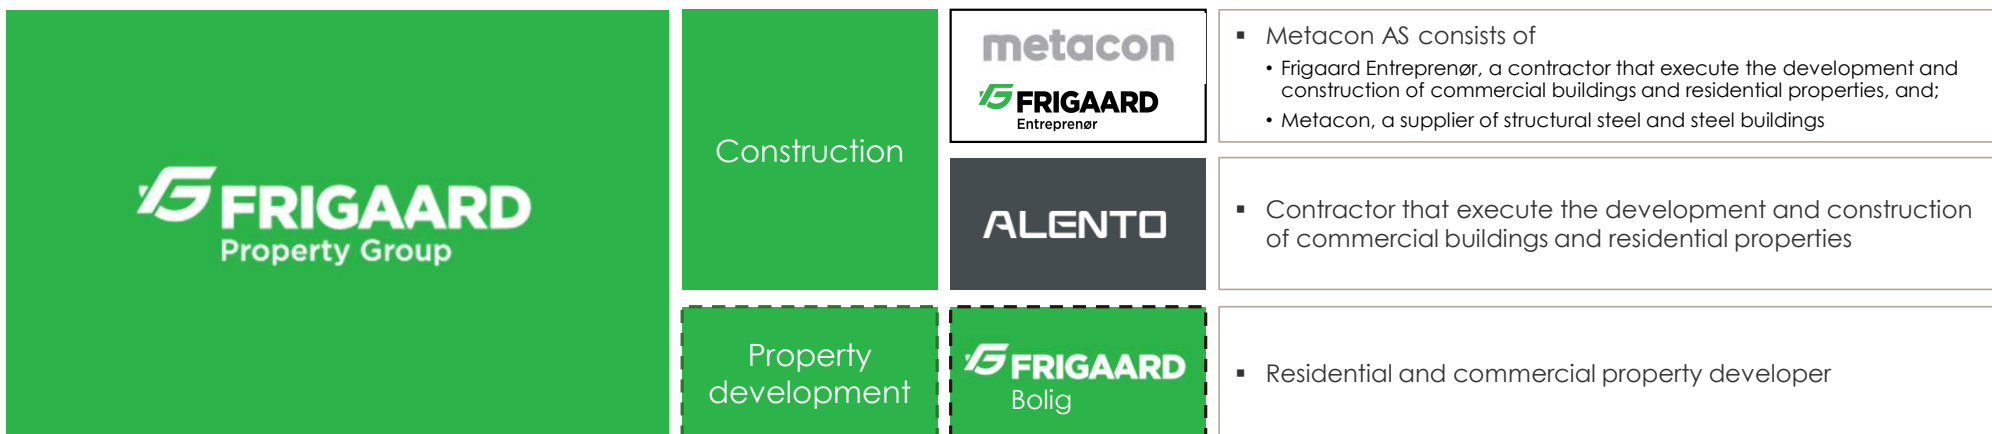 FRIGAARD
Property Group
Construction
metacon
FRIGAARD
Entreprenør
▪ Metacon AS consists of
• Frigaard Entreprenør, a contractor that execute the development and
construction of commercial buildings and residential properties, and;
• Metacon, a supplier of structural steel and steel buildings
ALENTO
▪ Contractor that execute the development and construction
of commercial buildings and residential properties
Property
development
FRIGAARD
Bolig
▪ Residential and commercial property developer